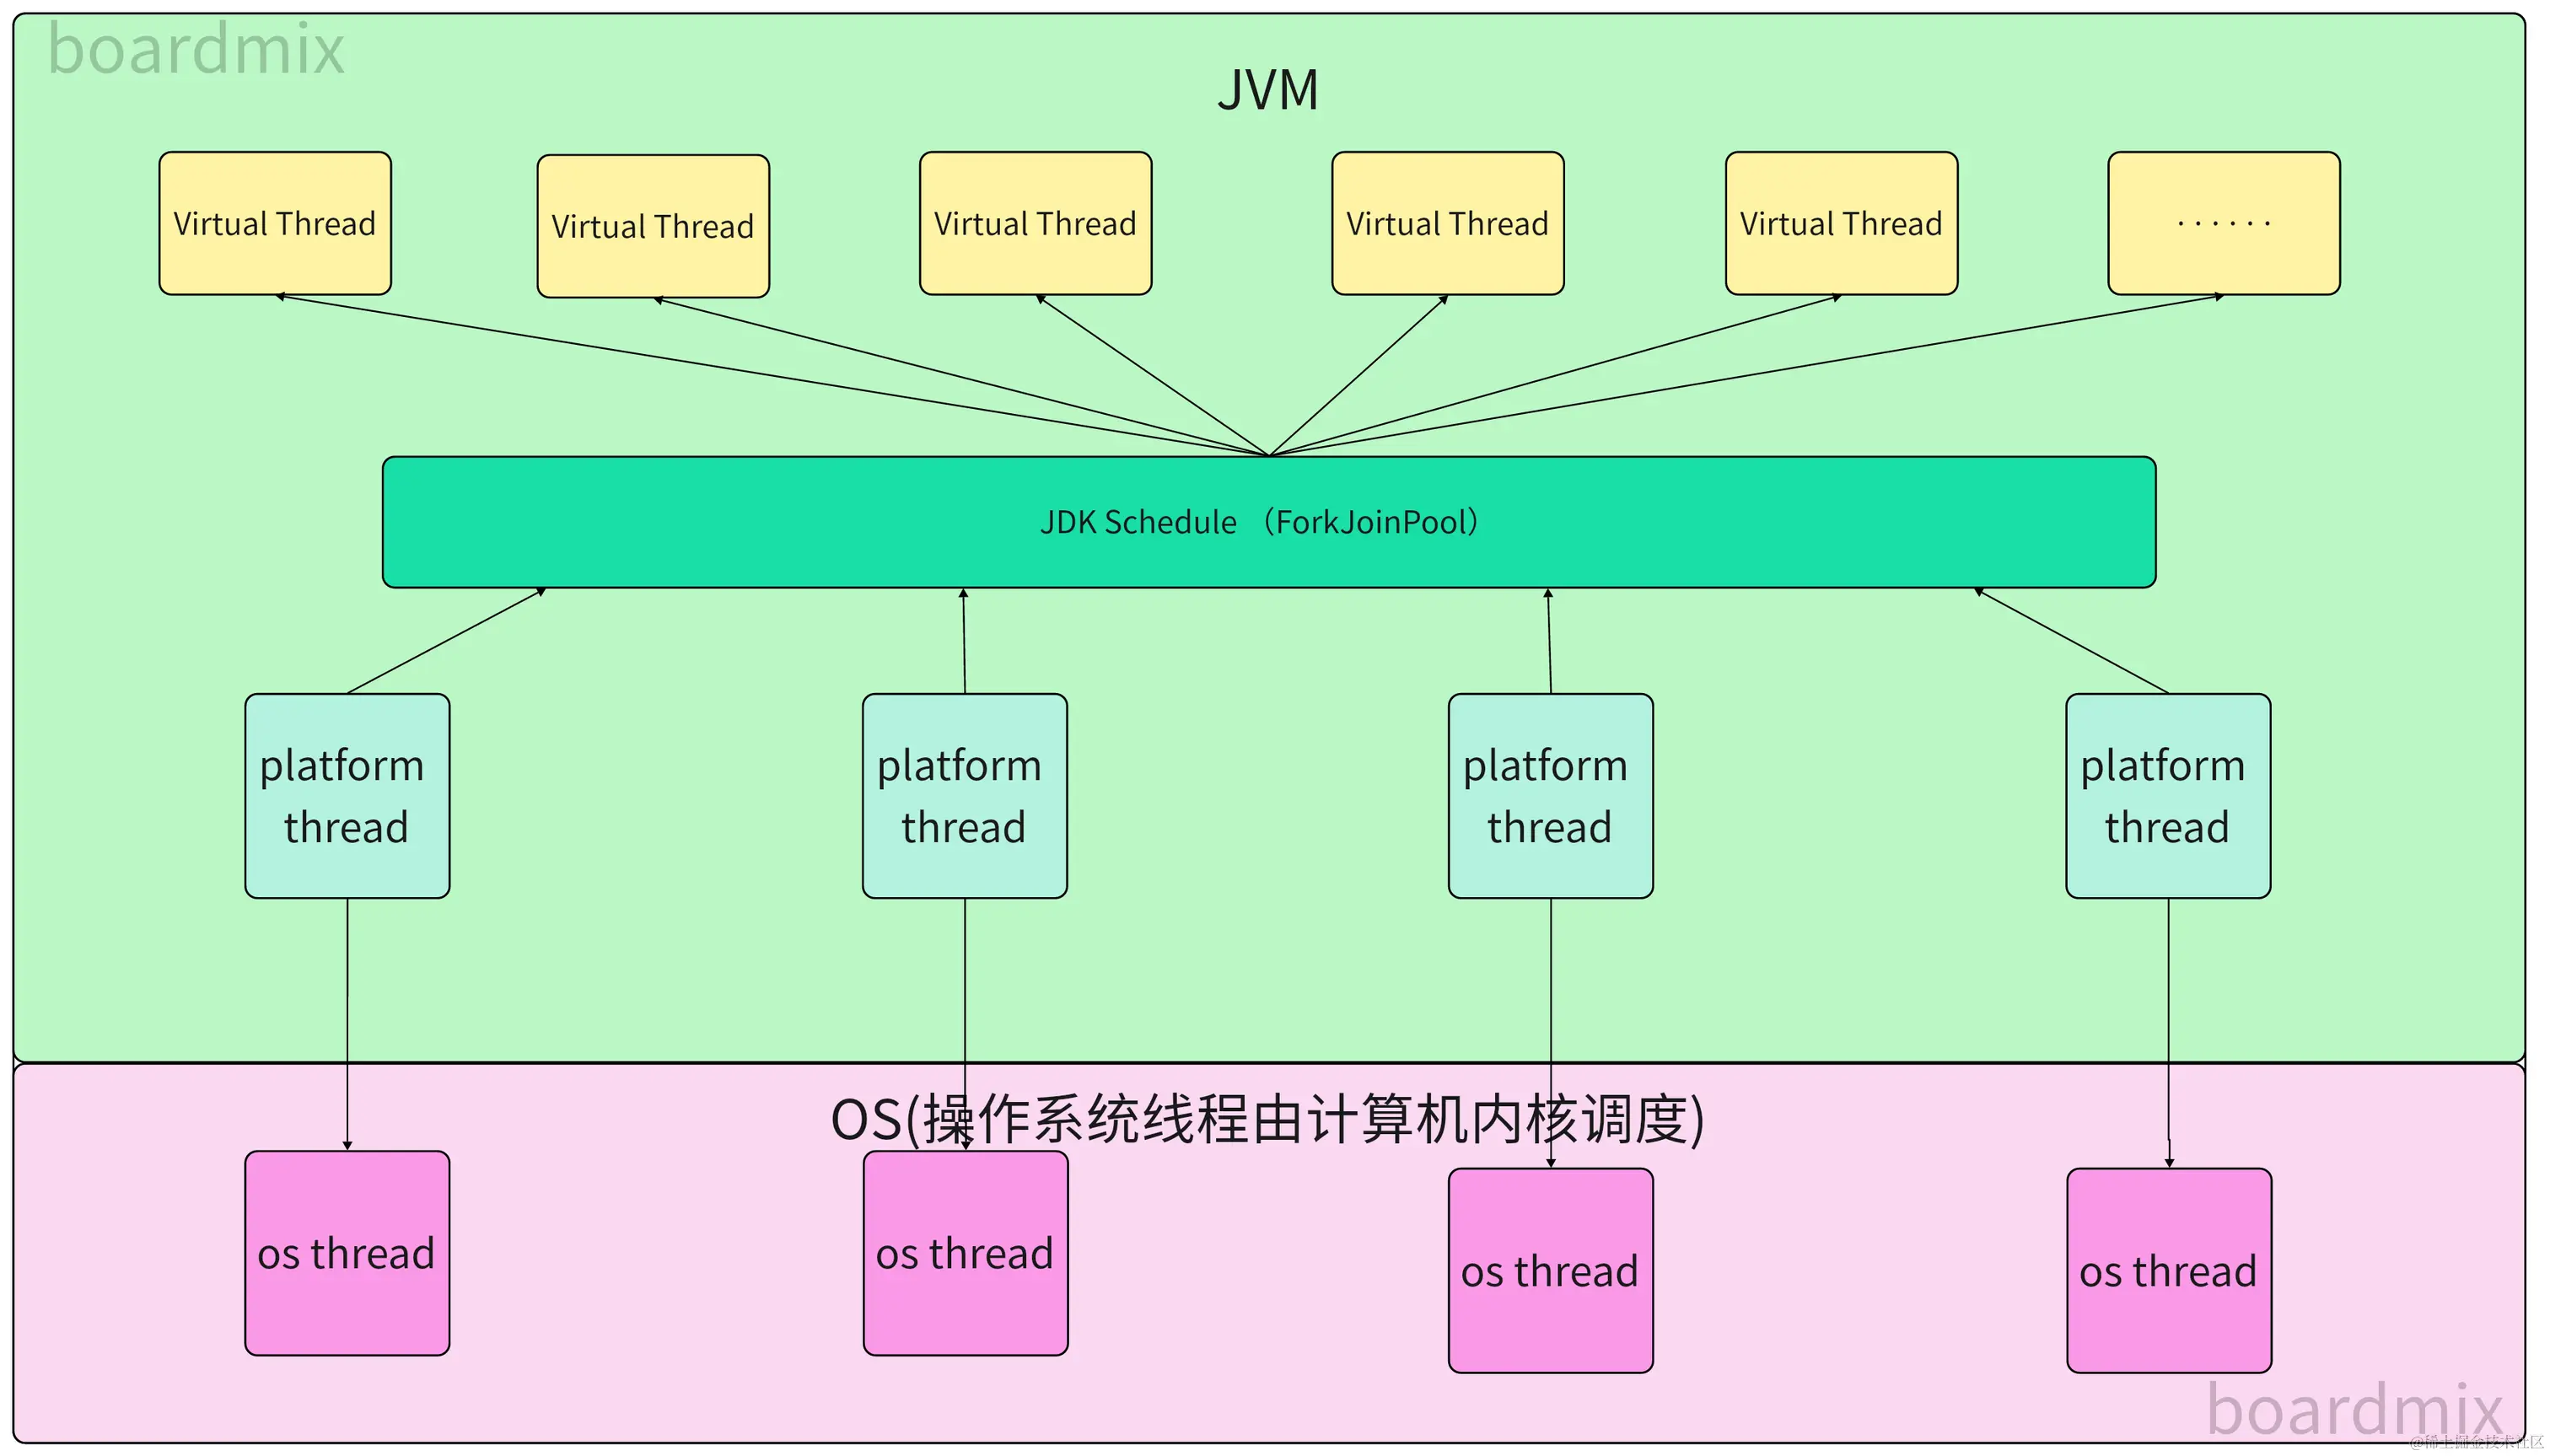 boardmix
JVM
Virtual Thread
Virtual Thread
Virtual Thread
Virtual Thread
Virtual Thread
······
JDK Schedule （ForkJoinPool）
platform
thread
platform
thread
platform
thread
platform
thread
OS(操作系统线程由计算机内核调度)
os thread
os thread
os thread
os thread
boardmix
@稀土掘金技术社区